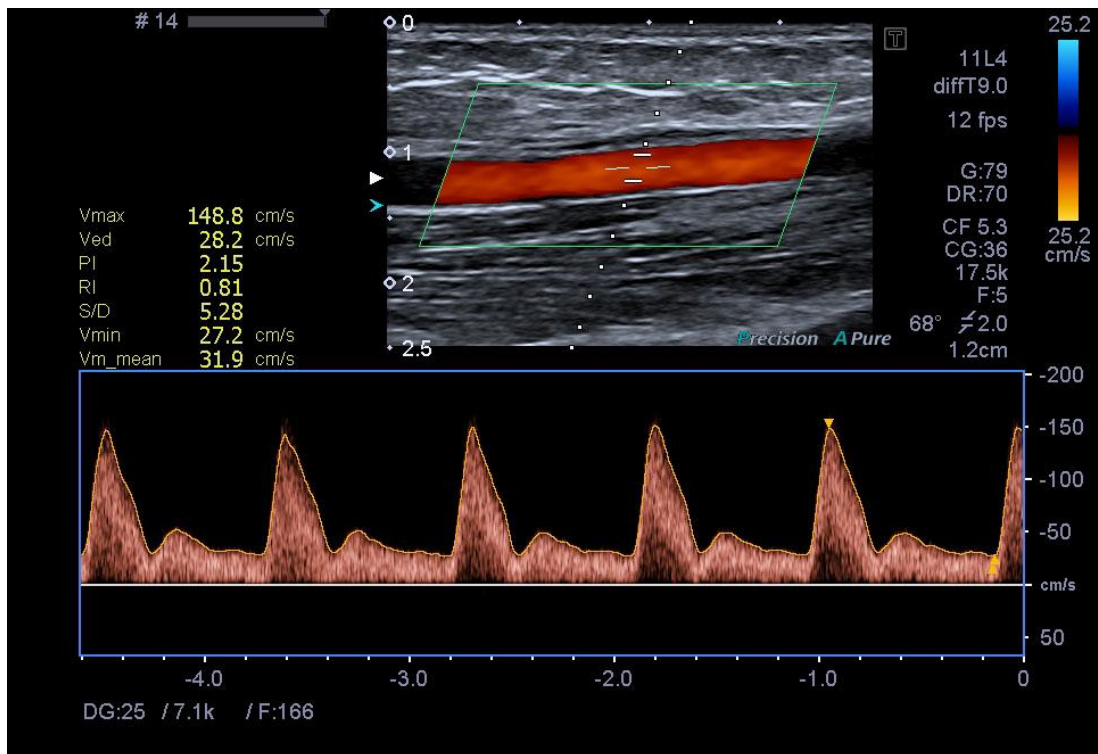 # 14
0
1
2
2.5
T
25.2
25.2
cm/s
11L4
diffT9.0
12 fps
G:79
DR:70
CF 5.3
CG:36
17.5k
F:5
68° 2.0
1.2cm
Precision APure
Vmax 148.8 cm/s
Ved 28.2 cm/s
PI 2.15
RI 0.81
S/D 5.28
Vmin 27.2 cm/s
Vm_mean 31.9 cm/s
-200
-150
-100
-50
cm/s
50
-4.0 -3.0 -2.0 -1.0 0
DG:25 / 7.1k / F:166